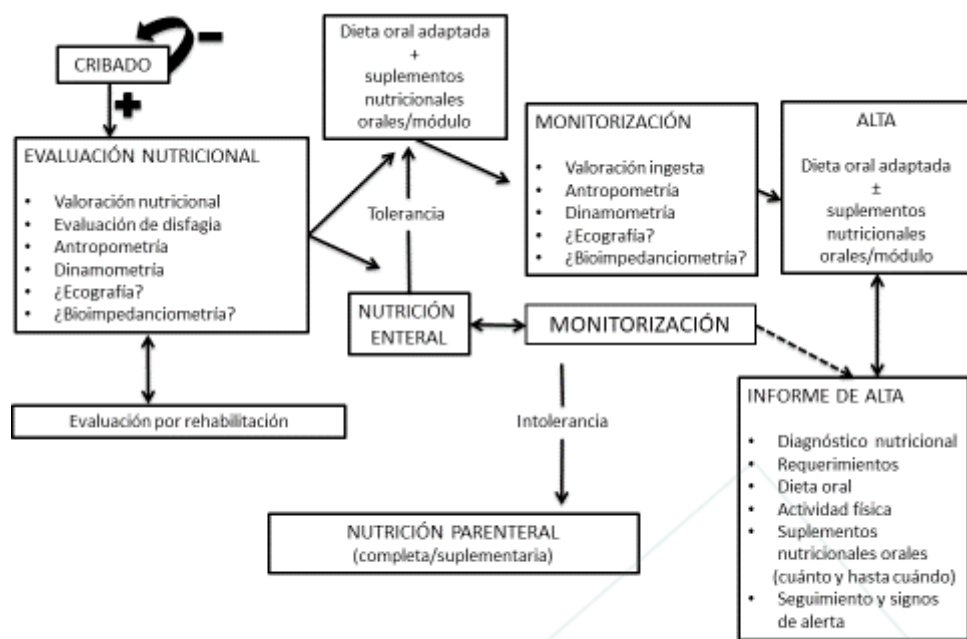 CRIBADO
EVALUACIÓN NUTRICIONAL
• Valoración nutricional
• Evaluación de disfagia
• Antropometría
• Dinamometría
• ¿Ecografía?
• ¿Bioimpedanciometría?
Evaluación por rehabilitación
Dieta oral adaptada
+
suplementos
nutricionales
orales/módulo
Tolerancia
NUTRICIÓN
ENTERAL
MONITORIZACIÓN
• Valoración ingesta
• Antropometría
• Dinamometría
• ¿Ecografía?
• ¿Bioimpedanciometría?
MONITORIZACIÓN
Intolerancia
NUTRICIÓN PARENTERAL
(completa/suplementaria)
ALTA
Dieta oral adaptada
±
suplementos
nutricionales
orales/módulo
INFORME DE ALTA
• Diagnóstico nutricional
• Requerimientos
• Dieta oral
• Actividad física
• Suplementos
nutricionales orales
(cuánto y hasta cuándo)
• Seguimiento y signos
de alerta